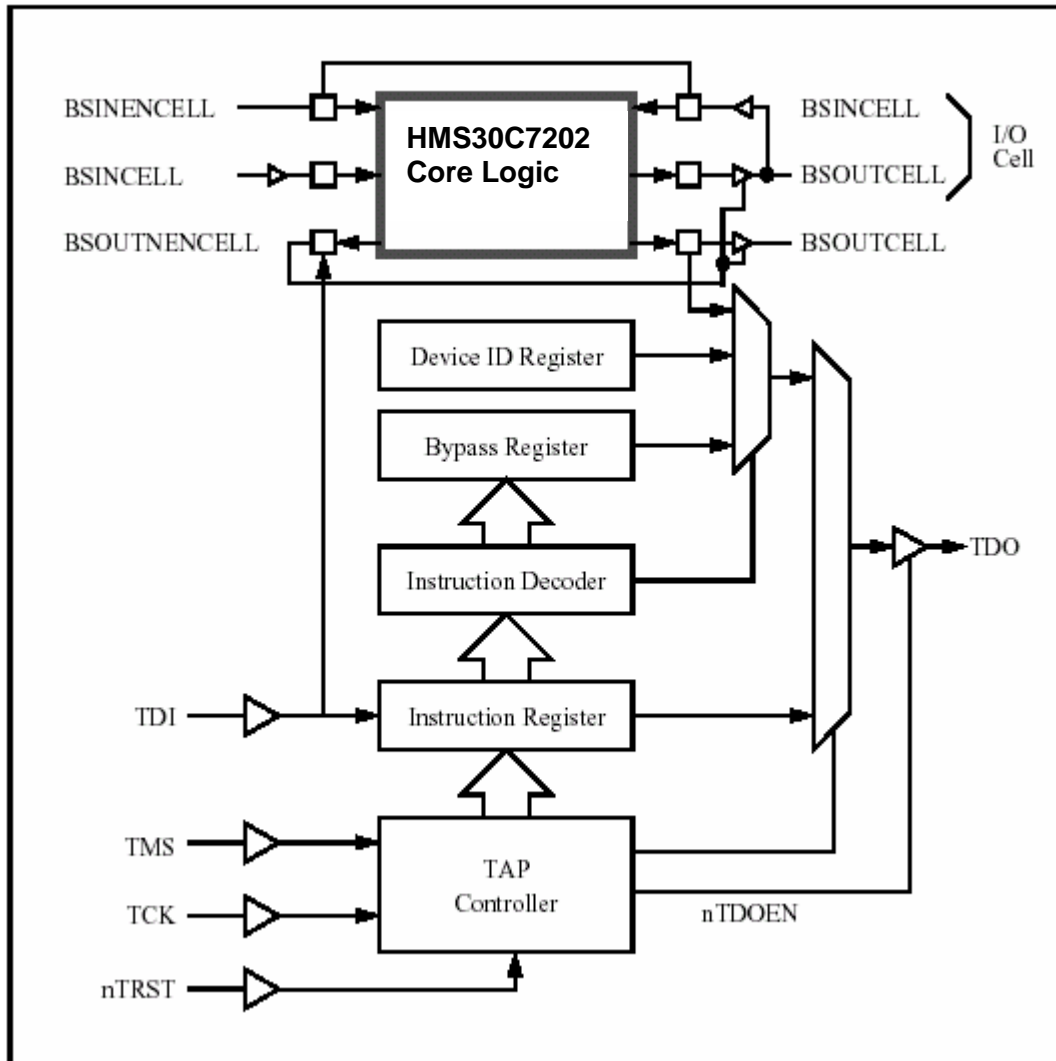 BSINENCELL
BSINCELL
BSOUTNENCELL
HMS30C7202
Core Logic
BSINCELL
BSOUTCELL
BSOUTCELL
I/O
Cell
Device ID Register
Bypass Register
Instruction Decoder
TDO
TDI
Instruction Register
TMS
TCK
nTRST
TAP
Controller
nTDOEN